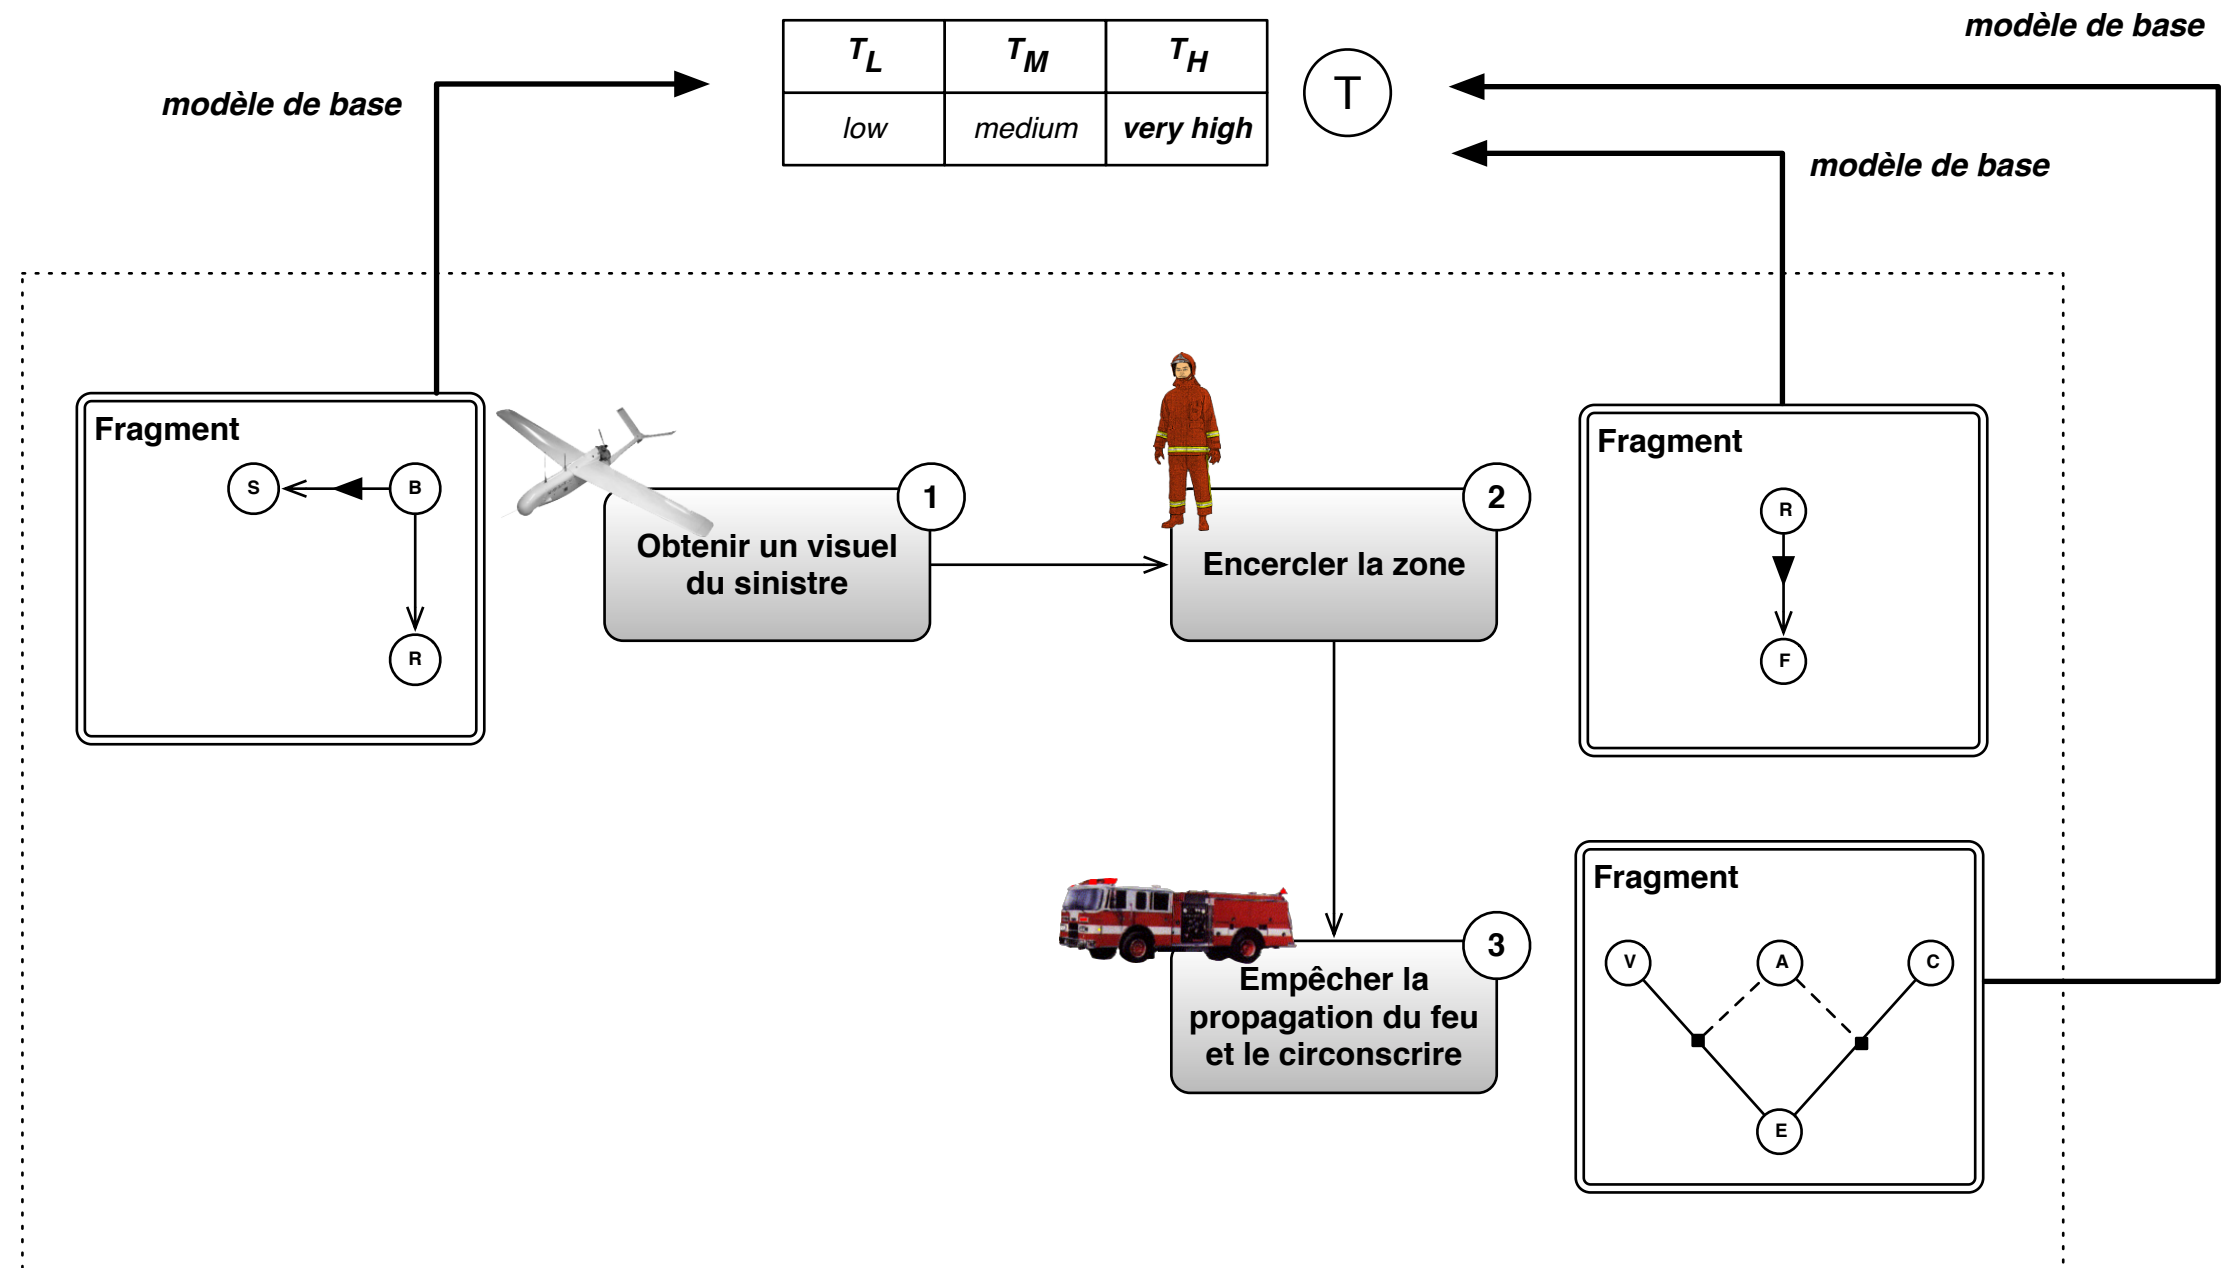 modèle de base
T_L T_M T_H
T
modèle de base
low medium very high
modèle de base
Fragment
S B
R
1
Obtenir un visuel
du sinistre
2
Encercler la zone
Fragment
R
F
3
Empêcher la
propagation du feu
et le circonscrire
Fragment
V A C
E